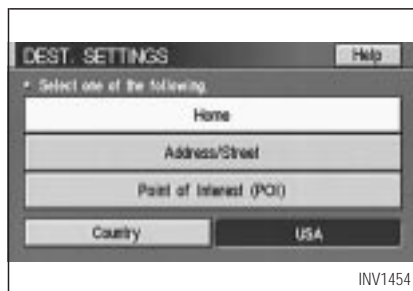 DEST. SETTINGS Help
• Select one of the following.
Home
Address/Street
Point of Interest (POI)
Country USA
INV1454